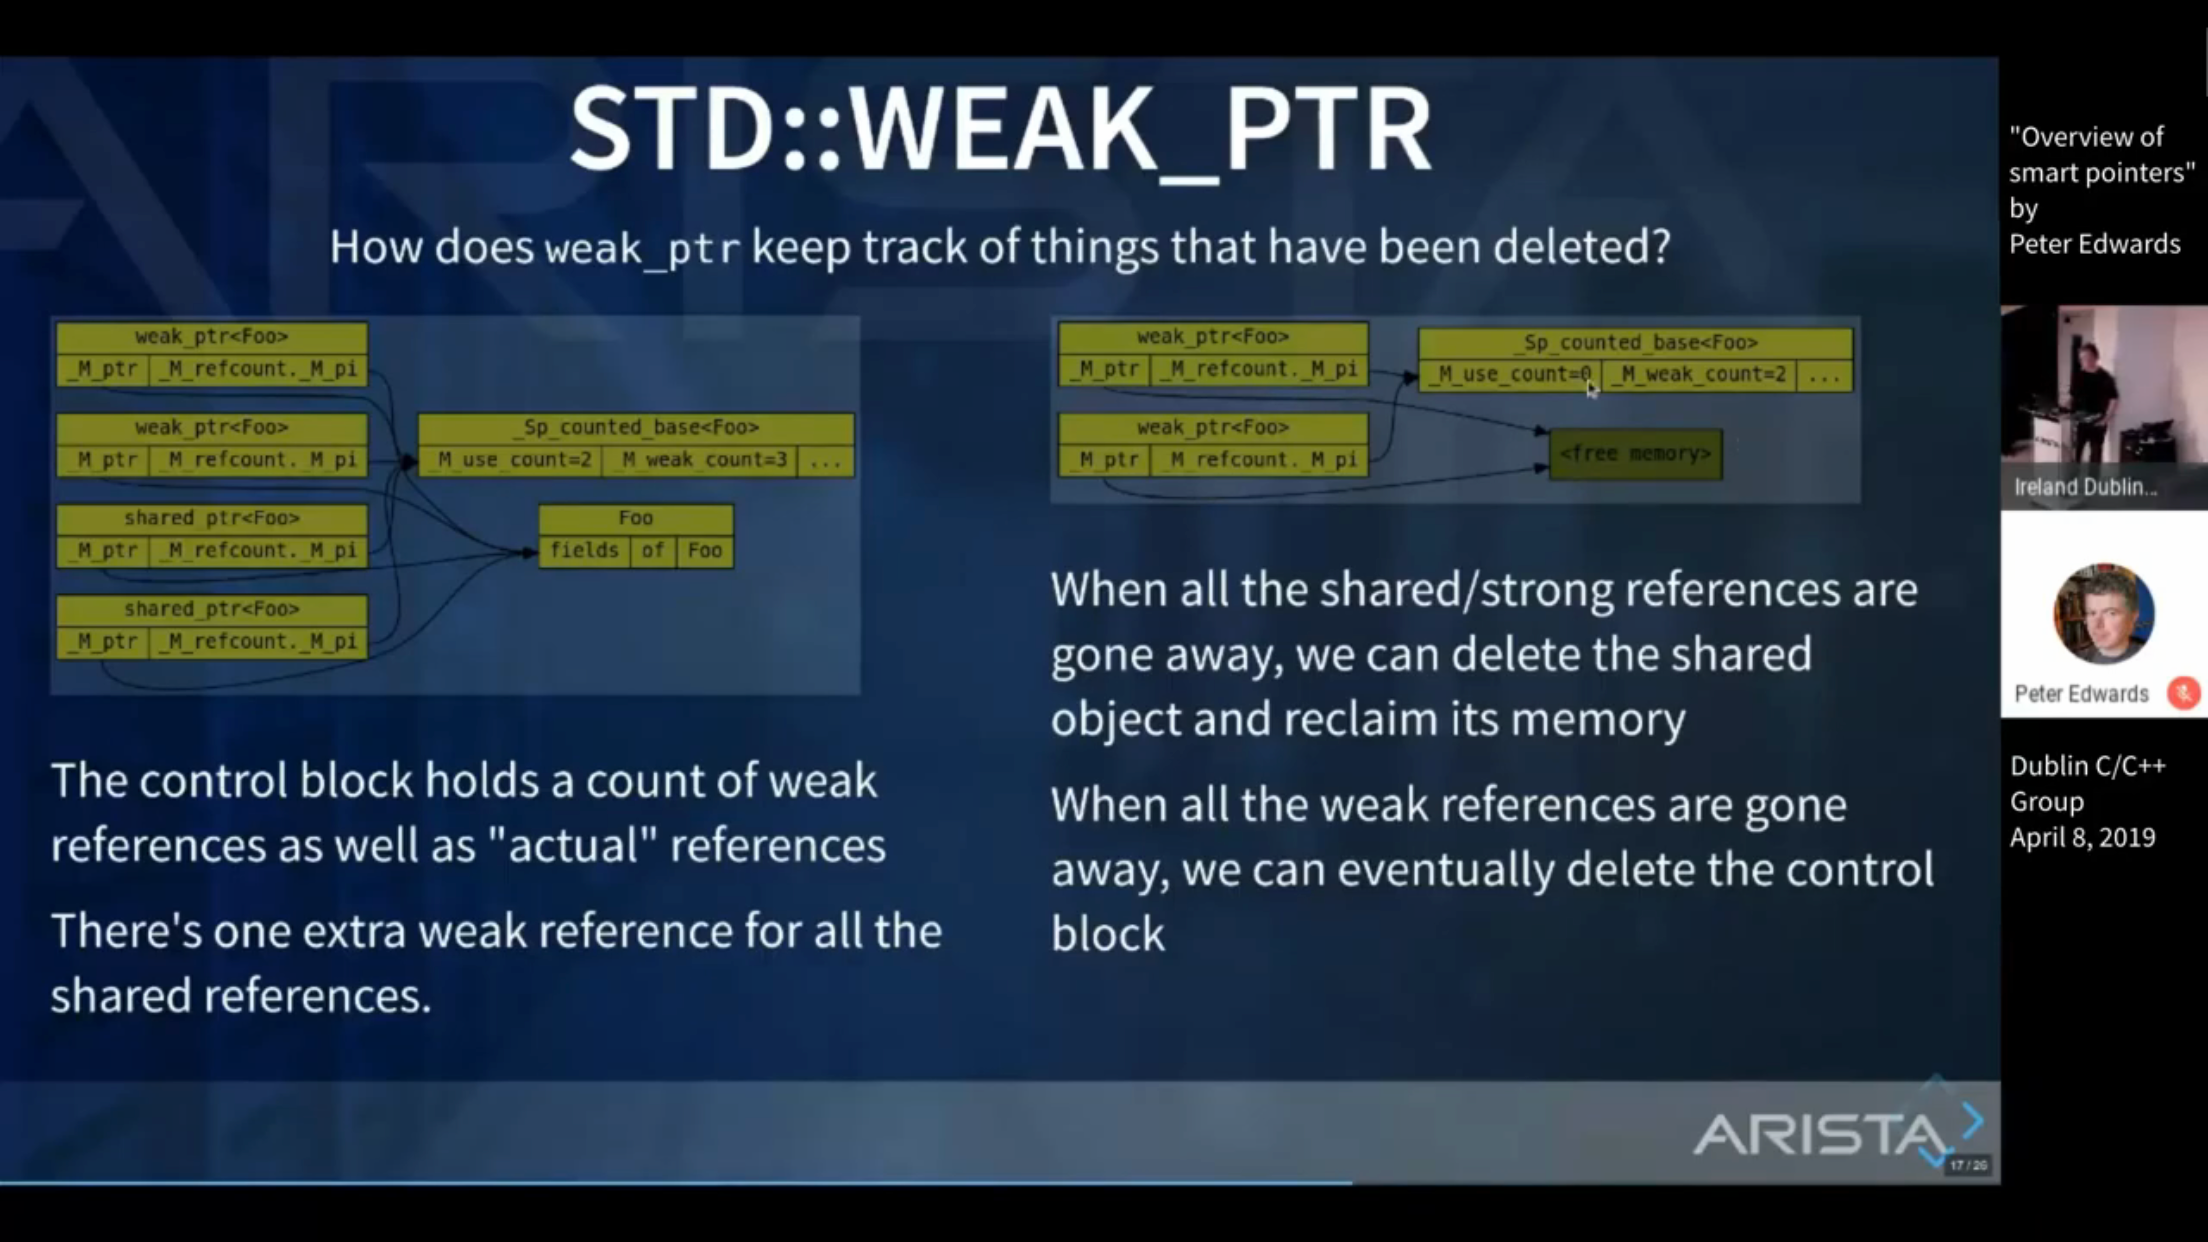 STD::WEAK_PTR
How does weak_ptr keep track of things that have been deleted?
weak_ptr<Foo>
_M_ptr _M_refcount._M_pi
weak_ptr<Foo>
_M_ptr _M_refcount._M_pi
shared_ptr<Foo>
_M_ptr _M_refcount._M_pi
shared_ptr<Foo>
_M_ptr _M_refcount._M_pi
_Sp_counted_base<Foo>
_M_use_count=2 _M_weak_count=3 ...
Foo
fields of Foo
The control block holds a count of weak
references as well as "actual" references
There's one extra weak reference for all the
shared references.
weak_ptr<Foo>
_M_ptr _M_refcount._M_pi
weak_ptr<Foo>
_M_ptr _M_refcount._M_pi
_Sp_counted_base<Foo>
_M_use_count=0 _M_weak_count=2 ...
<free memory>
When all the shared/strong references are
gone away, we can delete the shared
object and reclaim its memory
When all the weak references are gone
away, we can eventually delete the control
block
ARISTA
17 / 26
"Overview of
smart pointers"
by
Peter Edwards
Ireland Dublin...
Peter Edwards
Dublin C/C++
Group
April 8, 2019